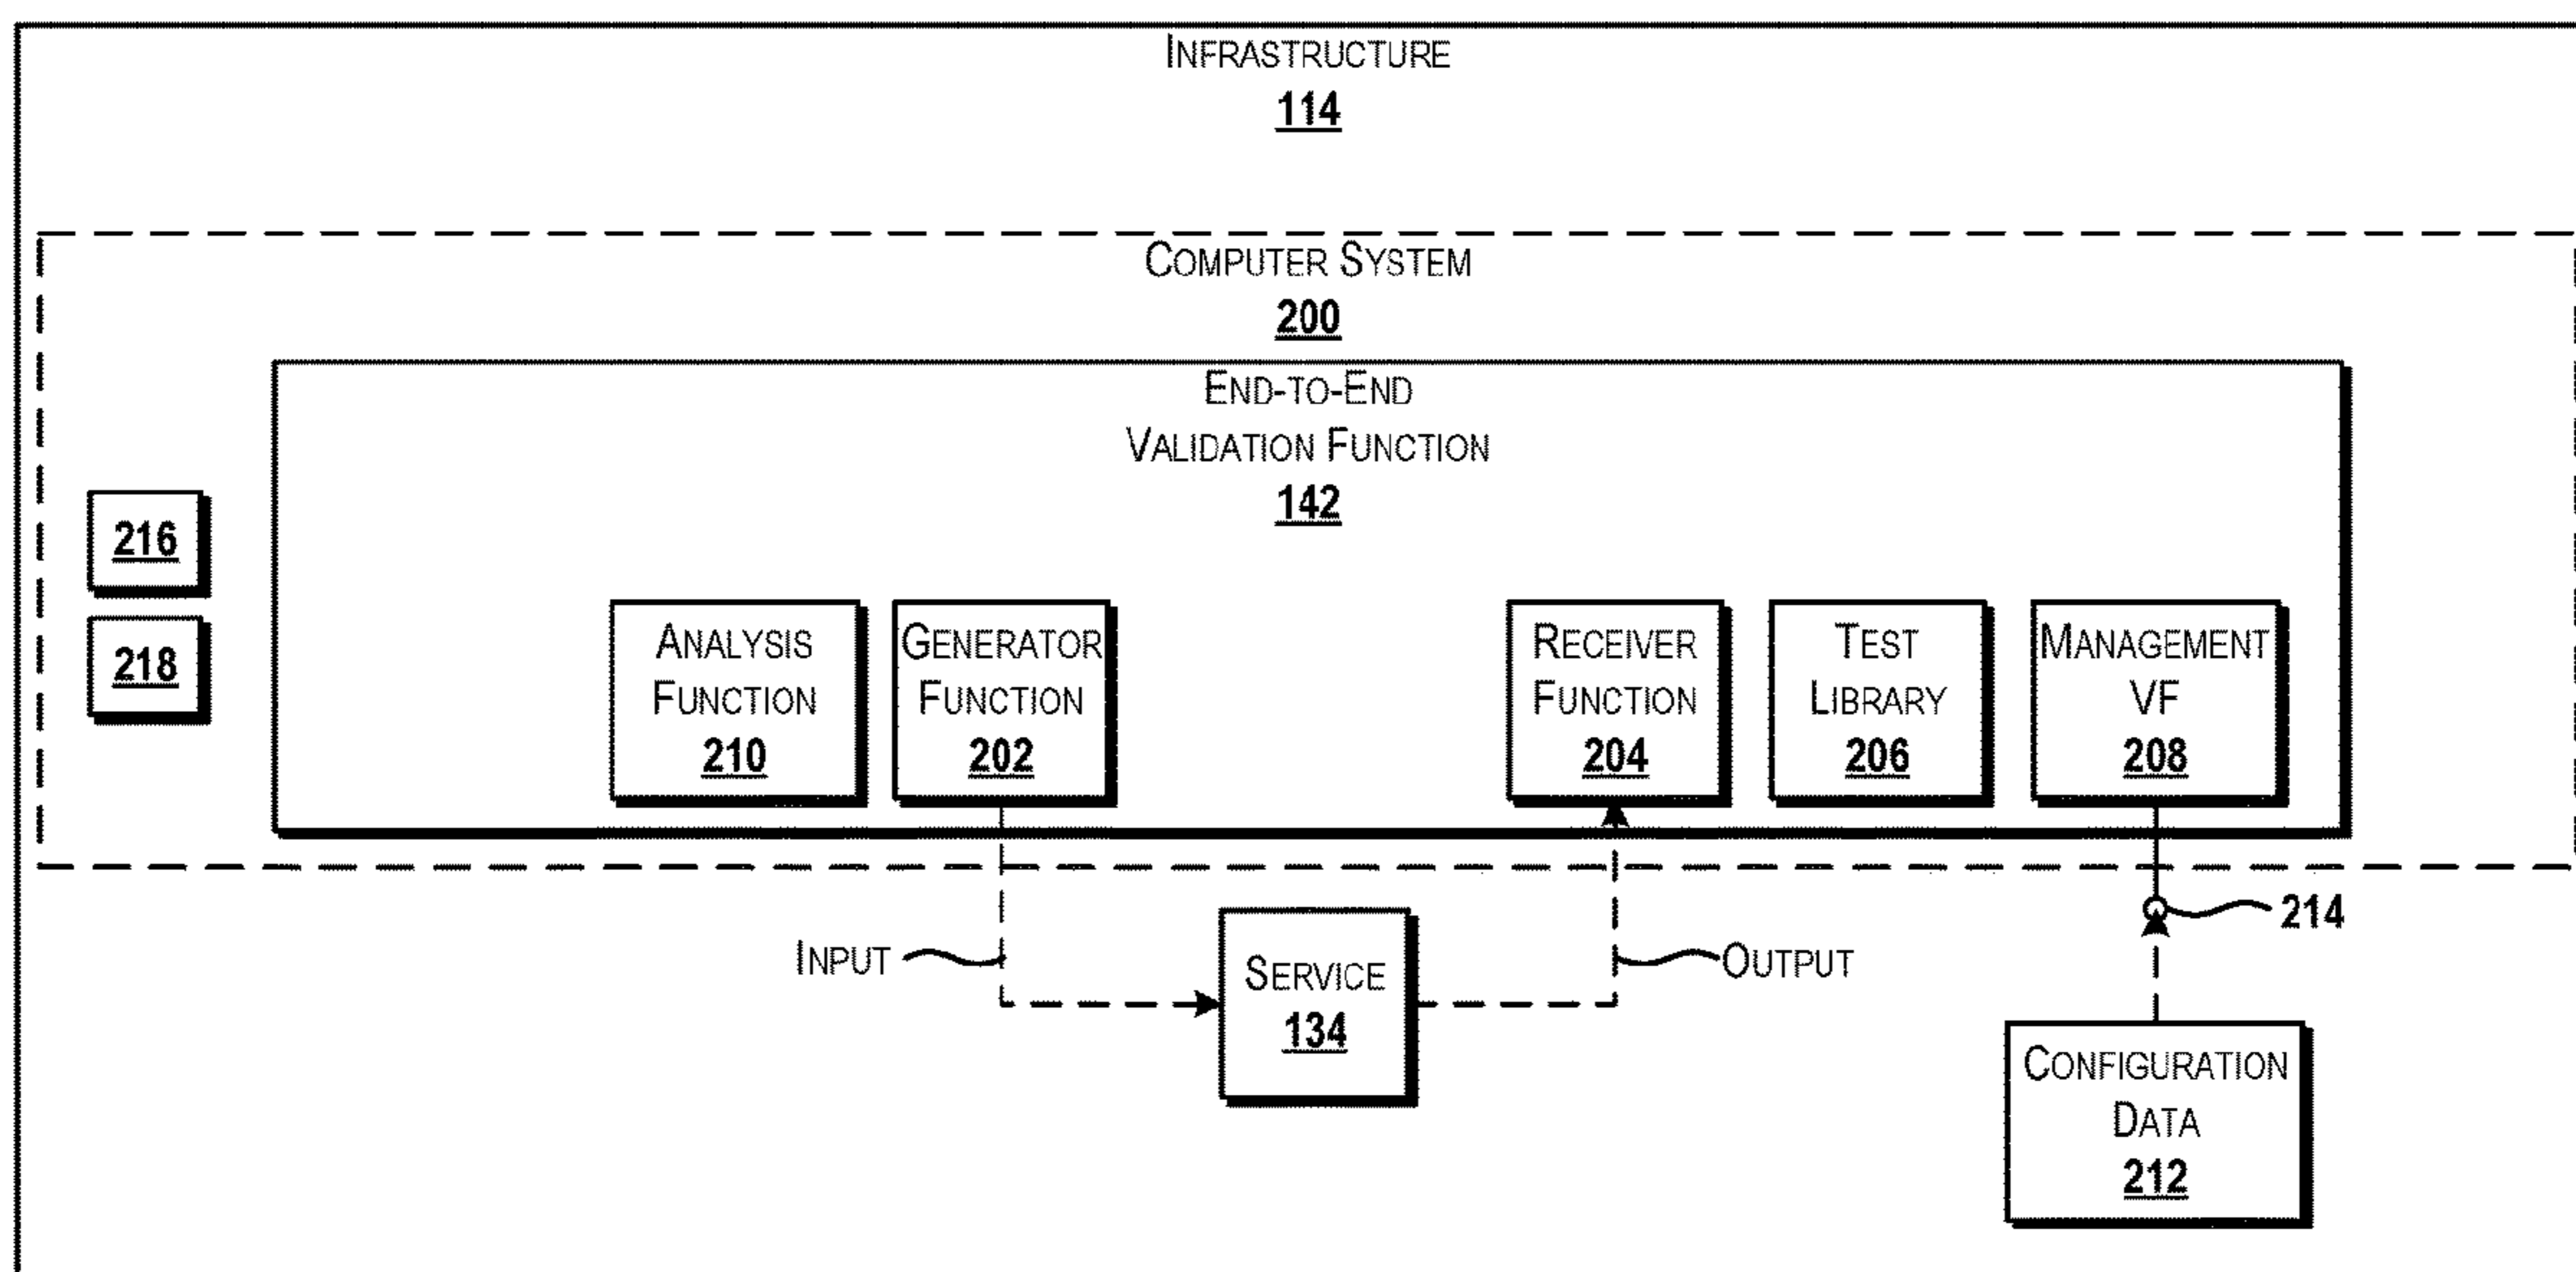 INFRASTRUCTURE
114
COMPUTER SYSTEM
200
END-TO-END
VALIDATION FUNCTION
142
216
218
ANALYSIS
FUNCTION
210
GENERATOR
FUNCTION
202
RECEIVER
FUNCTION
204
TEST
LIBRARY
206
MANAGEMENT
VF
208
214
INPUT
SERVICE
134
OUTPUT
CONFIGURATION
DATA
212